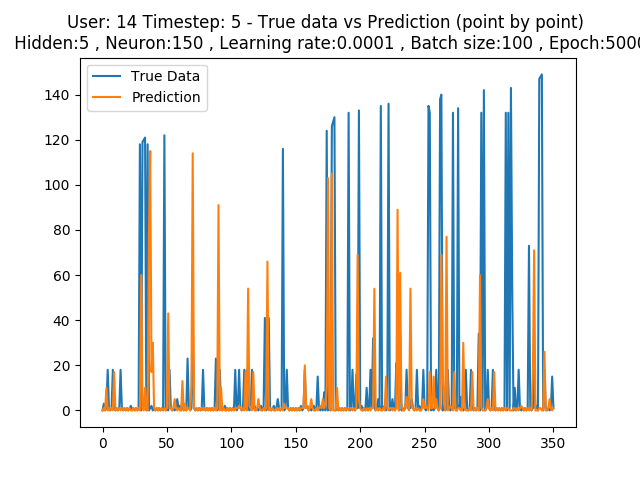 User: 14 Timestep: 5 - True data vs Prediction (point by point)
Hidden:5 , Neuron:150 , Learning rate:0.0001 , Batch size:100 , Epoch:5000
True Data
Prediction
140
120
100
80
60
40
20
0
0 50 100 150 200 250 300 350